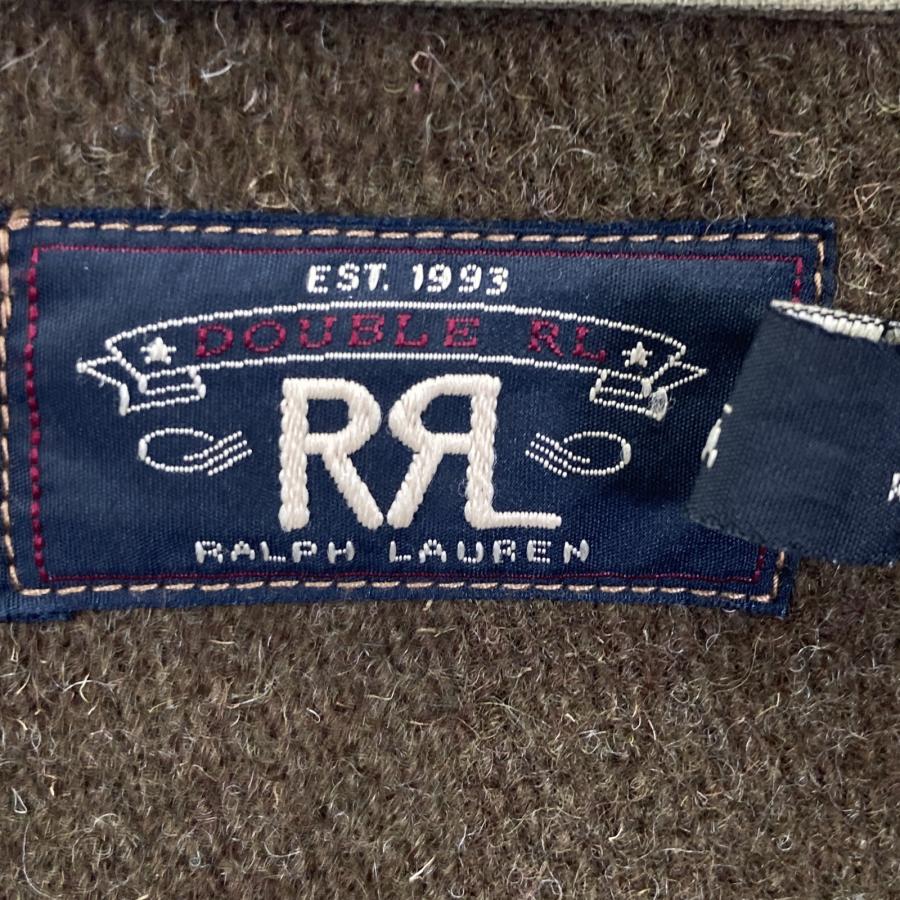 EST. 1993
DOUBLE RL
RRL
RALPH LAUREN